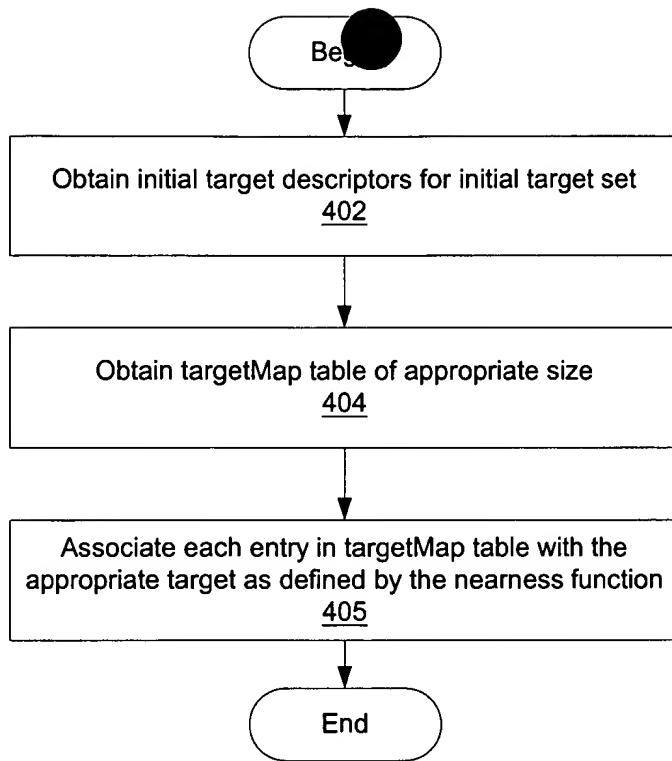 Obtain initial target descriptors for initial target set
402
Obtain targetMap table of appropriate size
404
Associate each entry in targetMap table with the
appropriate target as defined by the nearness function
405
End